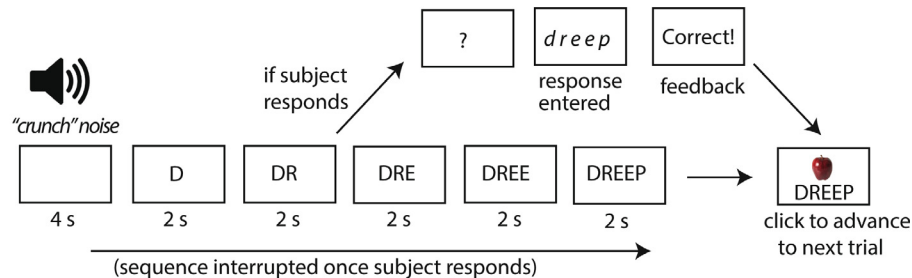 ?
dreep
Correct!
if subject
responds
response
entered
feedback
"crunch" noise
D
DR
DRE
DREE
DREEP
DREEP
4 s
2 s
2 s
2 s
2 s
2 s
click to advance
to next trial
(sequence interrupted once subject responds)